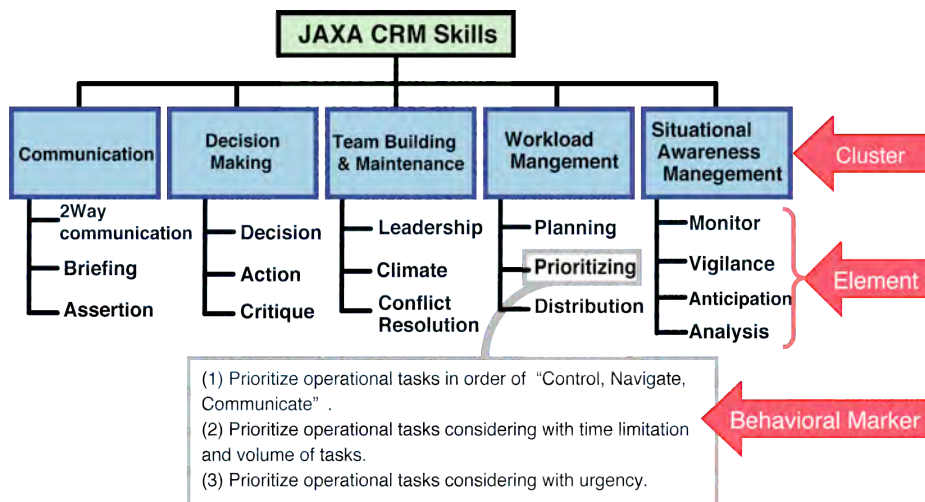 JAXA CRM Skills
Communication
Decision
Making
Team Building
& Maintenance
Workload
Mangement
Situational
Awareness
Manegement
Cluster
2Way
communication
Briefing
Assertion
Decision
Action
Critique
Leadership
Climate
Conflict
Resolution
Planning
Prioritizing
Distribution
Monitor
Vigilance
Anticipation
Analysis
Element
(1) Prioritize operational tasks in order of “Control, Navigate,
Communicate” .
(2) Prioritize operational tasks considering with time limitation
and volume of tasks.
(3) Prioritize operational tasks considering with urgency.
Behavioral Marker